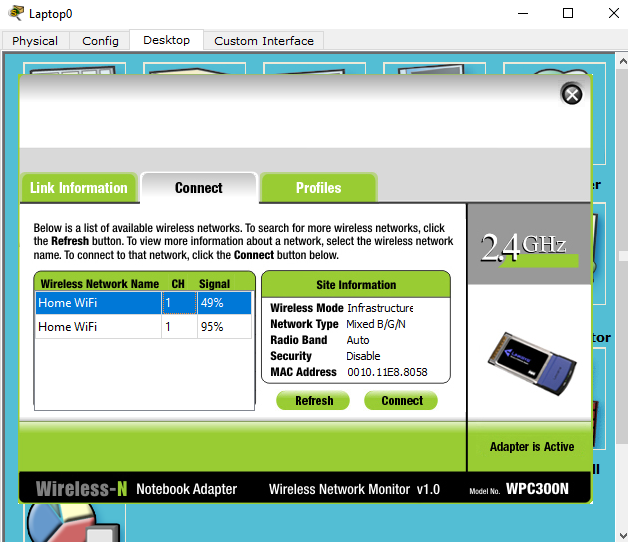 Laptop0
Physical Config Desktop Custom Interface
Link Information Connect Profiles
Below is a list of available wireless networks. To search for more wireless networks, click
the Refresh button. To view more information about a network, select the wireless network
name. To connect to that network, click the Connect button below.
2.4GHz
Wireless Network Name CH Signal
Home WiFi 1 49%
Home WiFi 1 95%
Site Information
Wireless Mode Infrastructure
Network Type Mixed B/G/N
Radio Band Auto
Security Disable
MAC Address 0010.11E8.8058
Refresh Connect
Adapter is Active
Wireless-N Notebook Adapter Wireless Network Monitor v1.0 Model No. WPC300N
er
tor
ll